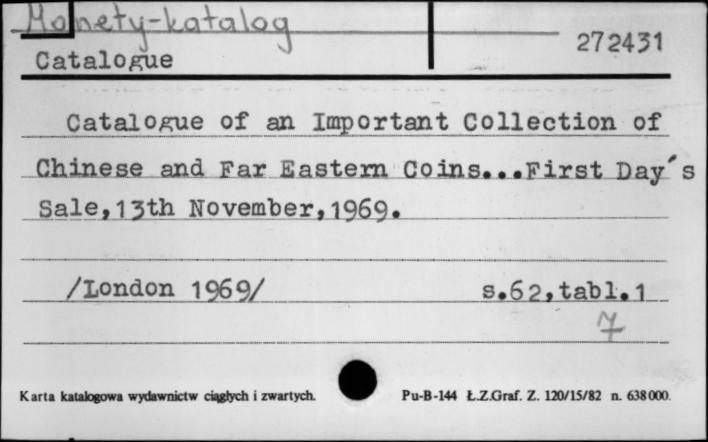 Monety-katalog
272431
Catalogue
Catalogue of an Important Collection of
Chinese and Far Eastern Coins...First Day´s
Sale,13th November,1969.
/London 1969/ s.62,tabl.1
7
Karta katalogowa wydawnictw ciągłych i zwartych. Pu-B-144 Ł.Z.Graf. Z. 120/15/82 n. 638000.